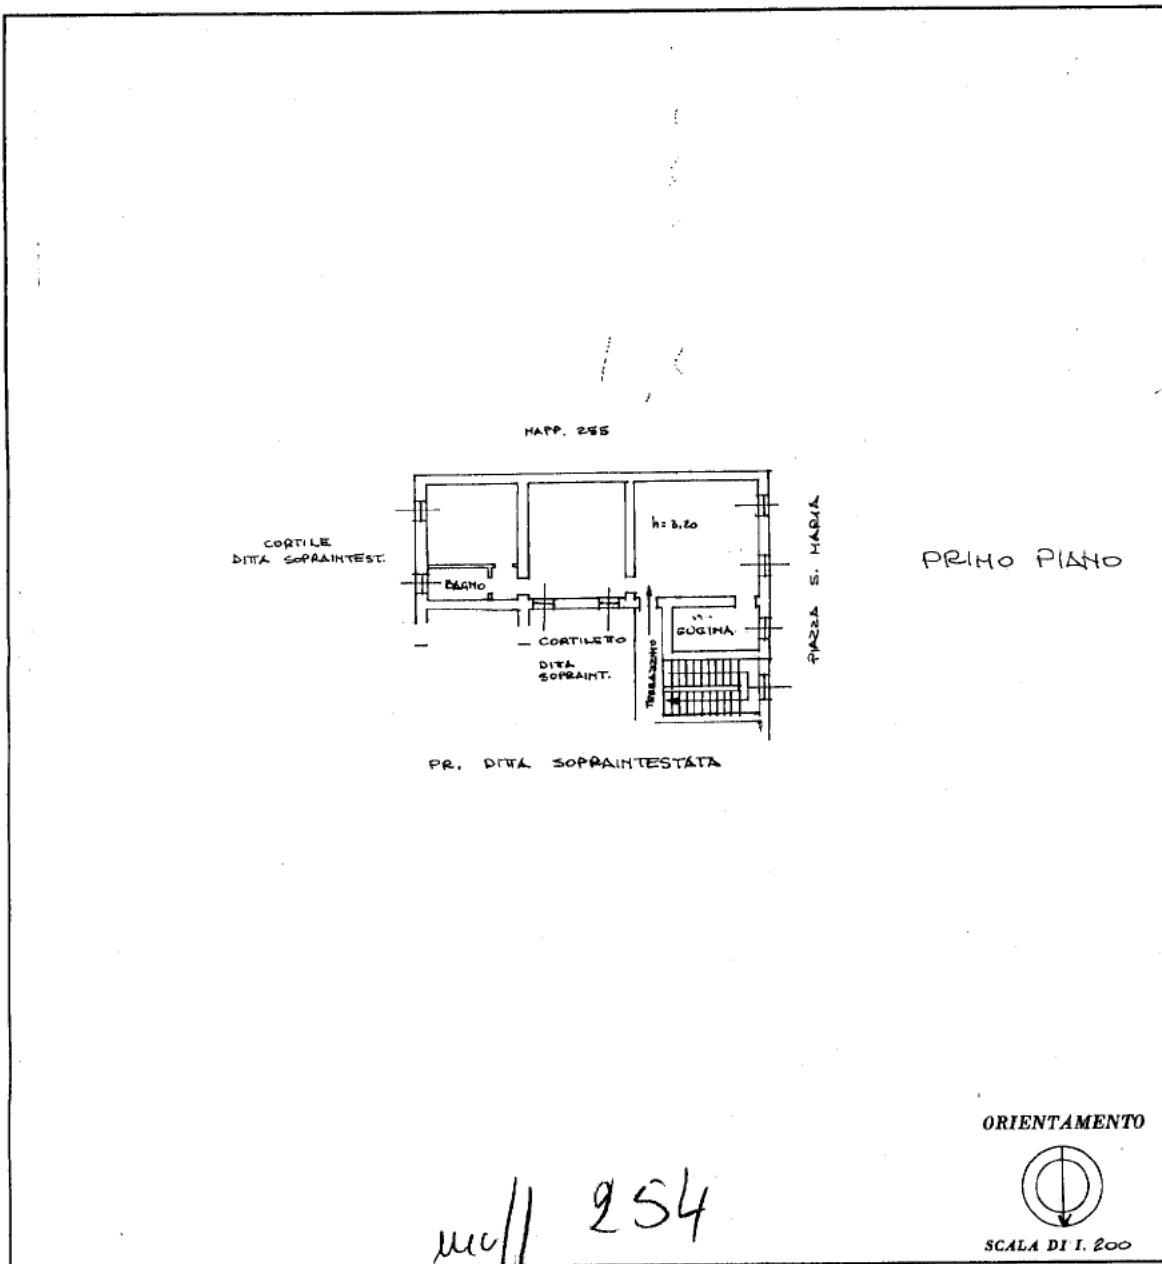 MAPP. 255
CORTILE
DITTA SOPRAINTEST.
h = 3,20
PIAZZA S. MARIA
PRIMO PIANO
BAGNO
CUCINA
CORTILETTO
DITTA
SOPRAINT.
TERRAZZINO
PR. DITTA SOPRAINTESTATA
ORIENTAMENTO
254
SCALA DI 1. 200